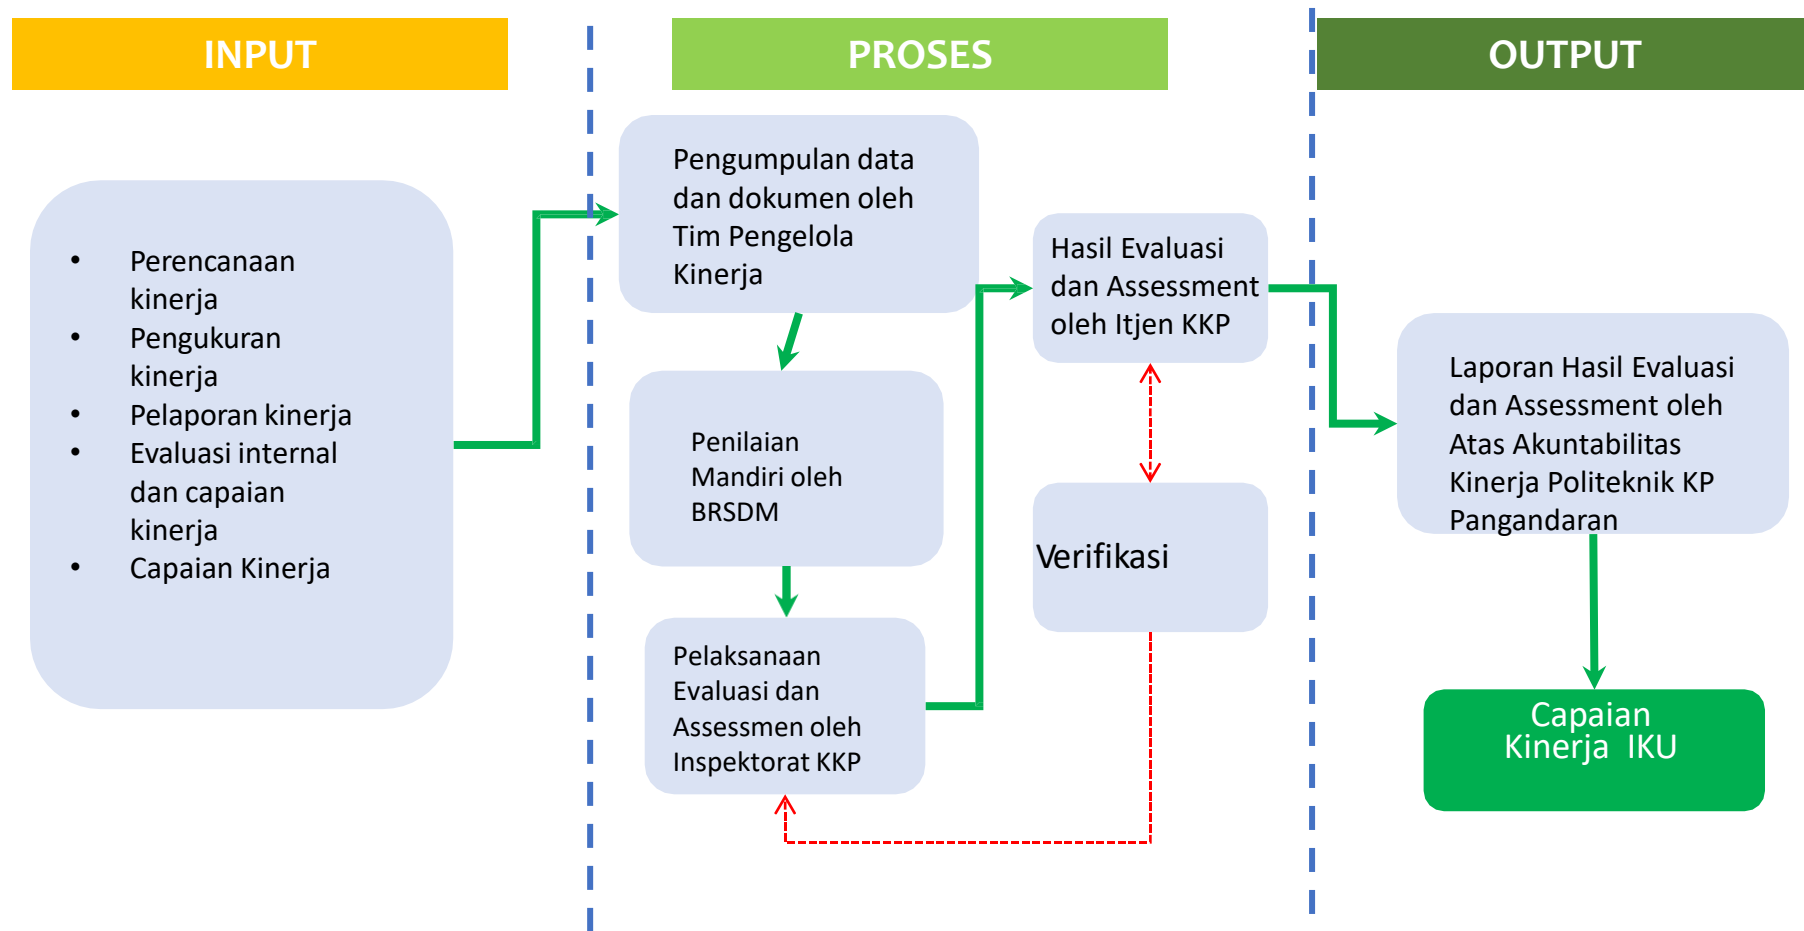 INPUT
PROSES
OUTPUT
• Perencanaan
kinerja
• Pengukuran
kinerja
• Pelaporan kinerja
• Evaluasi internal
dan capaian
kinerja
• Capaian Kinerja
Pengumpulan data
dan dokumen oleh
Tim Pengelola
Kinerja
Penilaian
Mandiri oleh
BRSDM
Pelaksanaan
Evaluasi dan
Assessmen oleh
Inspektorat KKP
Hasil Evaluasi
dan Assessment
oleh Itjen KKP
Verifikasi
Laporan Hasil Evaluasi
dan Assessment oleh
Atas Akuntabilitas
Kinerja Politeknik KP
Pangandaran
Capaian
Kinerja IKU